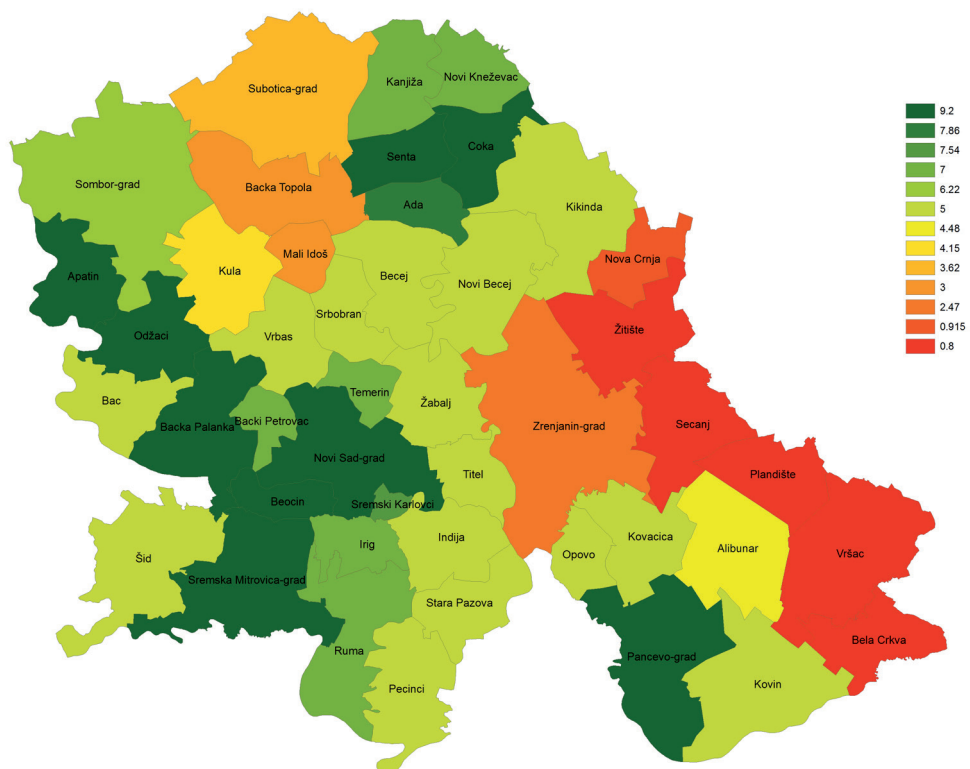 Subotica-grad
Kanjiža
Novi Kneževac
Senta
Coka
Sombor-grad
Backa Topola
Ada
Kikinda
Apatin
Kula
Mali Idoš
Becej
Novi Becej
Nova Crnja
Odžaci
Vrbas
Srbobran
Žitište
Bac
Backa Palanka
Backi Petrovac
Temerin
Žabalj
Zrenjanin-grad
Secanj
Novi Sad-grad
Titel
Plandište
Beocin
Sremski Karlovci
Šid
Irig
Indija
Opovo
Kovacica
Alibunar
Vršac
Sremska Mitrovica-grad
Stara Pazova
Ruma
Pecinci
Pancevo-grad
Bela Crkva
Kovin
9.2
7.86
7.54
7
6.22
5
4.48
4.15
3.62
3
2.47
0.915
0.8